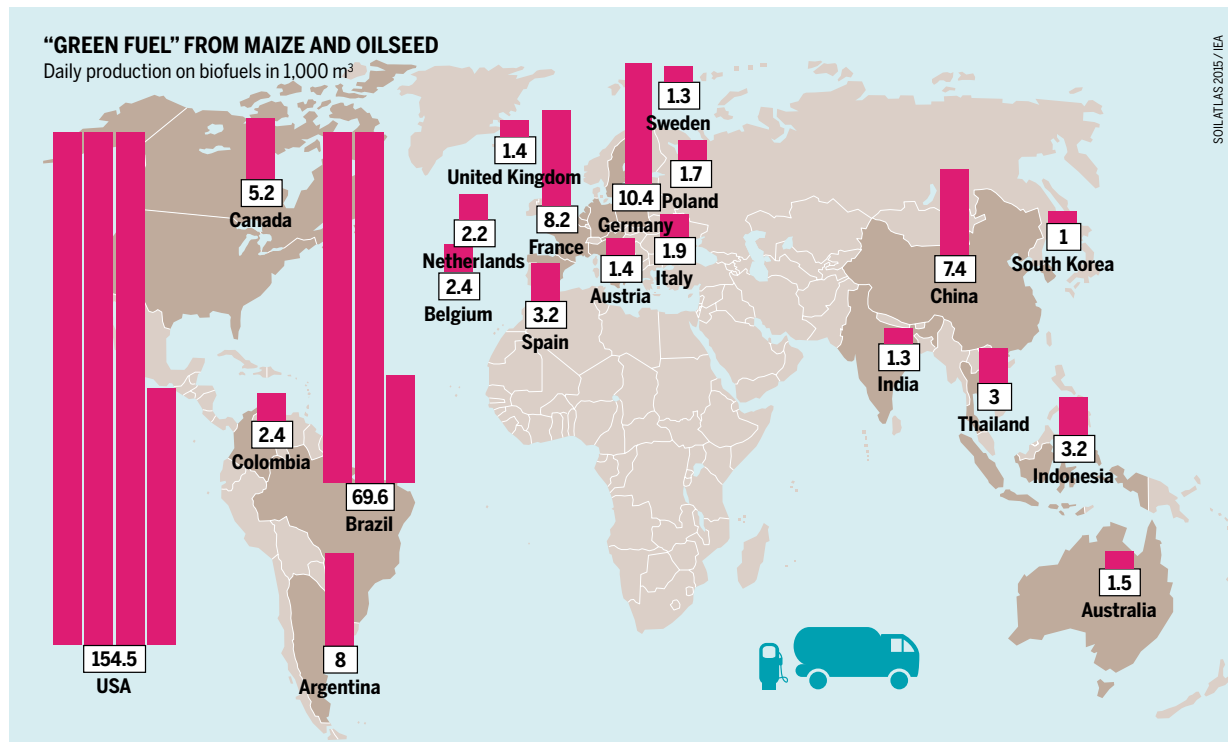 “GREEN FUEL” FROM MAIZE AND OILSEED
Daily production on biofuels in 1,000 m³
SOILATLAS 2015 / IEA
1.3
Sweden
1.4
United Kingdom
1.7
Poland
5.2
Canada
10.4
Germany
8.2
France
2.2
Netherlands
1.9
Italy
7.4
China
1
South Korea
1.4
Austria
2.4
Belgium
3.2
Spain
1.3
India
3
Thailand
2.4
Colombia
3.2
Indonesia
69.6
Brazil
1.5
Australia
154.5
USA
8
Argentina